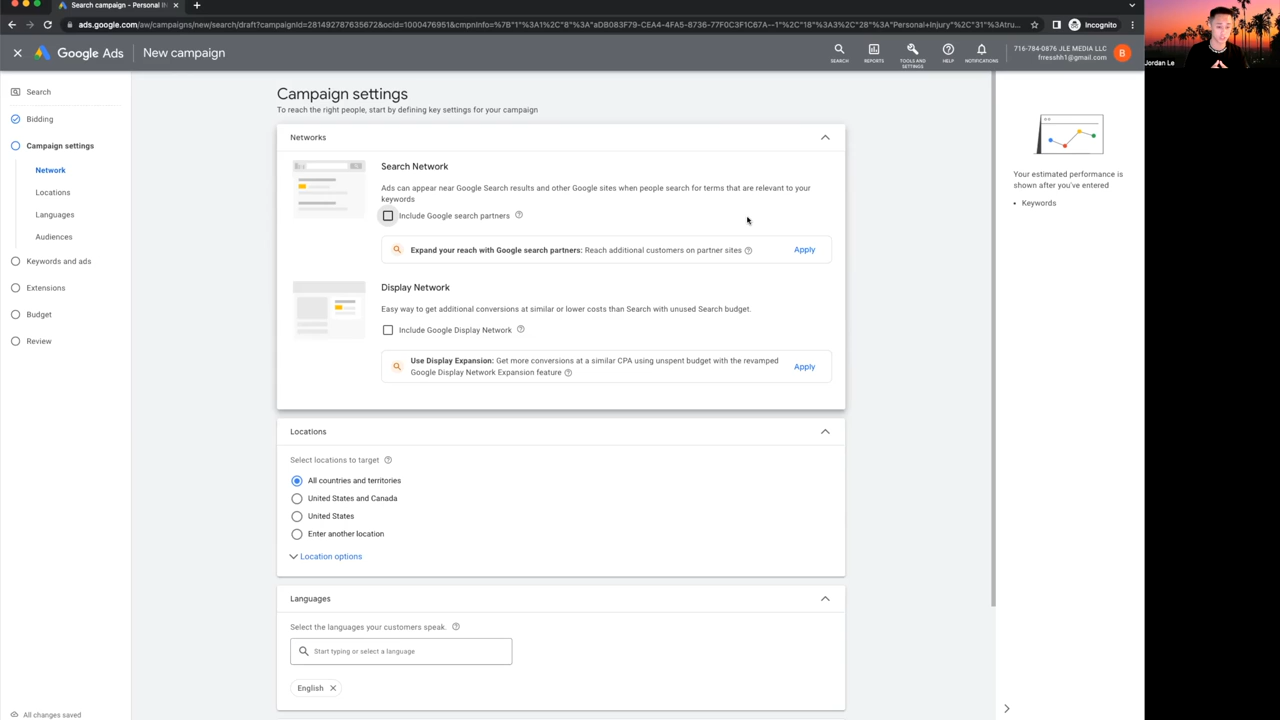 Search campaign - Personal IN
ads.google.com/aw/campaigns/new/search/draft?campaignId=281492787635672&ocid=1000476951&cmpnInfo=%7B"1%3A1%2C"8%3A"aDB083F79-CEA4-4FA5-8736-77F0C3F1C67A--1%2C"18%3A3%2C"28%3A"Personal+Injury"%2C"31%3Atru...
Incognito
Google Ads
New campaign
SEARCH
REPORTS
TOOLS AND SETTINGS
HELP
NOTIFICATIONS
716-784-0876 JLE MEDIA LLC
frresshh1@gmail.com
B
Jordan Le
Search
Bidding
Campaign settings
Network
Locations
Languages
Audiences
Keywords and ads
Extensions
Budget
Review
All changes saved
Campaign settings
To reach the right people, start by defining key settings for your campaign
Networks
Search Network
Ads can appear near Google Search results and other Google sites when people search for terms that are relevant to your
keywords
Include Google search partners
Expand your reach with Google search partners: Reach additional customers on partner sites
Apply
Display Network
Easy way to get additional conversions at similar or lower costs than Search with unused Search budget.
Include Google Display Network
Use Display Expansion: Get more conversions at a similar CPA using unspent budget with the revamped
Google Display Network Expansion feature
Apply
Locations
Select locations to target
All countries and territories
United States and Canada
United States
Enter another location
Location options
Languages
Select the languages your customers speak.
Start typing or select a language
English
Your estimated performance is
shown after you've entered
• Keywords